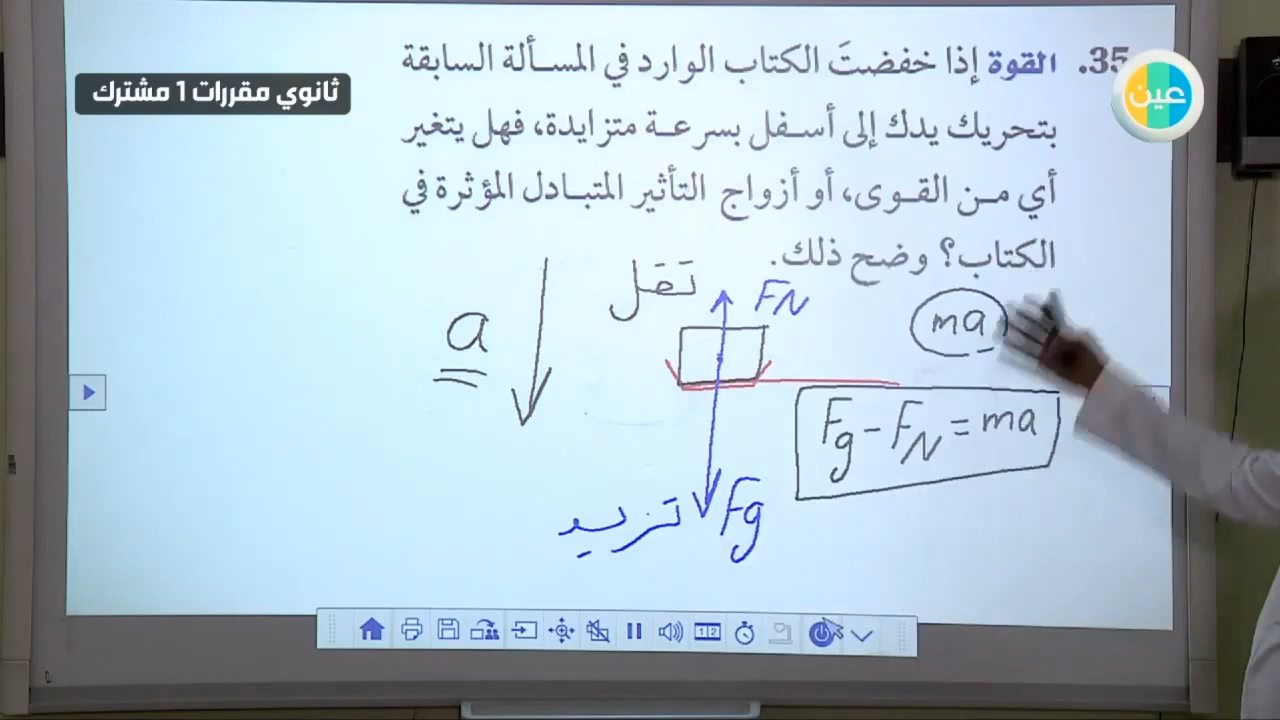 35. القوة إذا خفضتَ الكتاب الوارد في المسألة السابقة
بتحريك يدك إلى أسفل بسرعة متزايدة، فهل يتغير
أي من القوى، أو أزواج التأثير المتبادل المؤثرة في
الكتاب؟ وضح ذلك.
ثانوي مقررات 1 مشترك
عين
تقل
FN
ma
a
Fg - FN = ma
تزيد
Fg
1 2